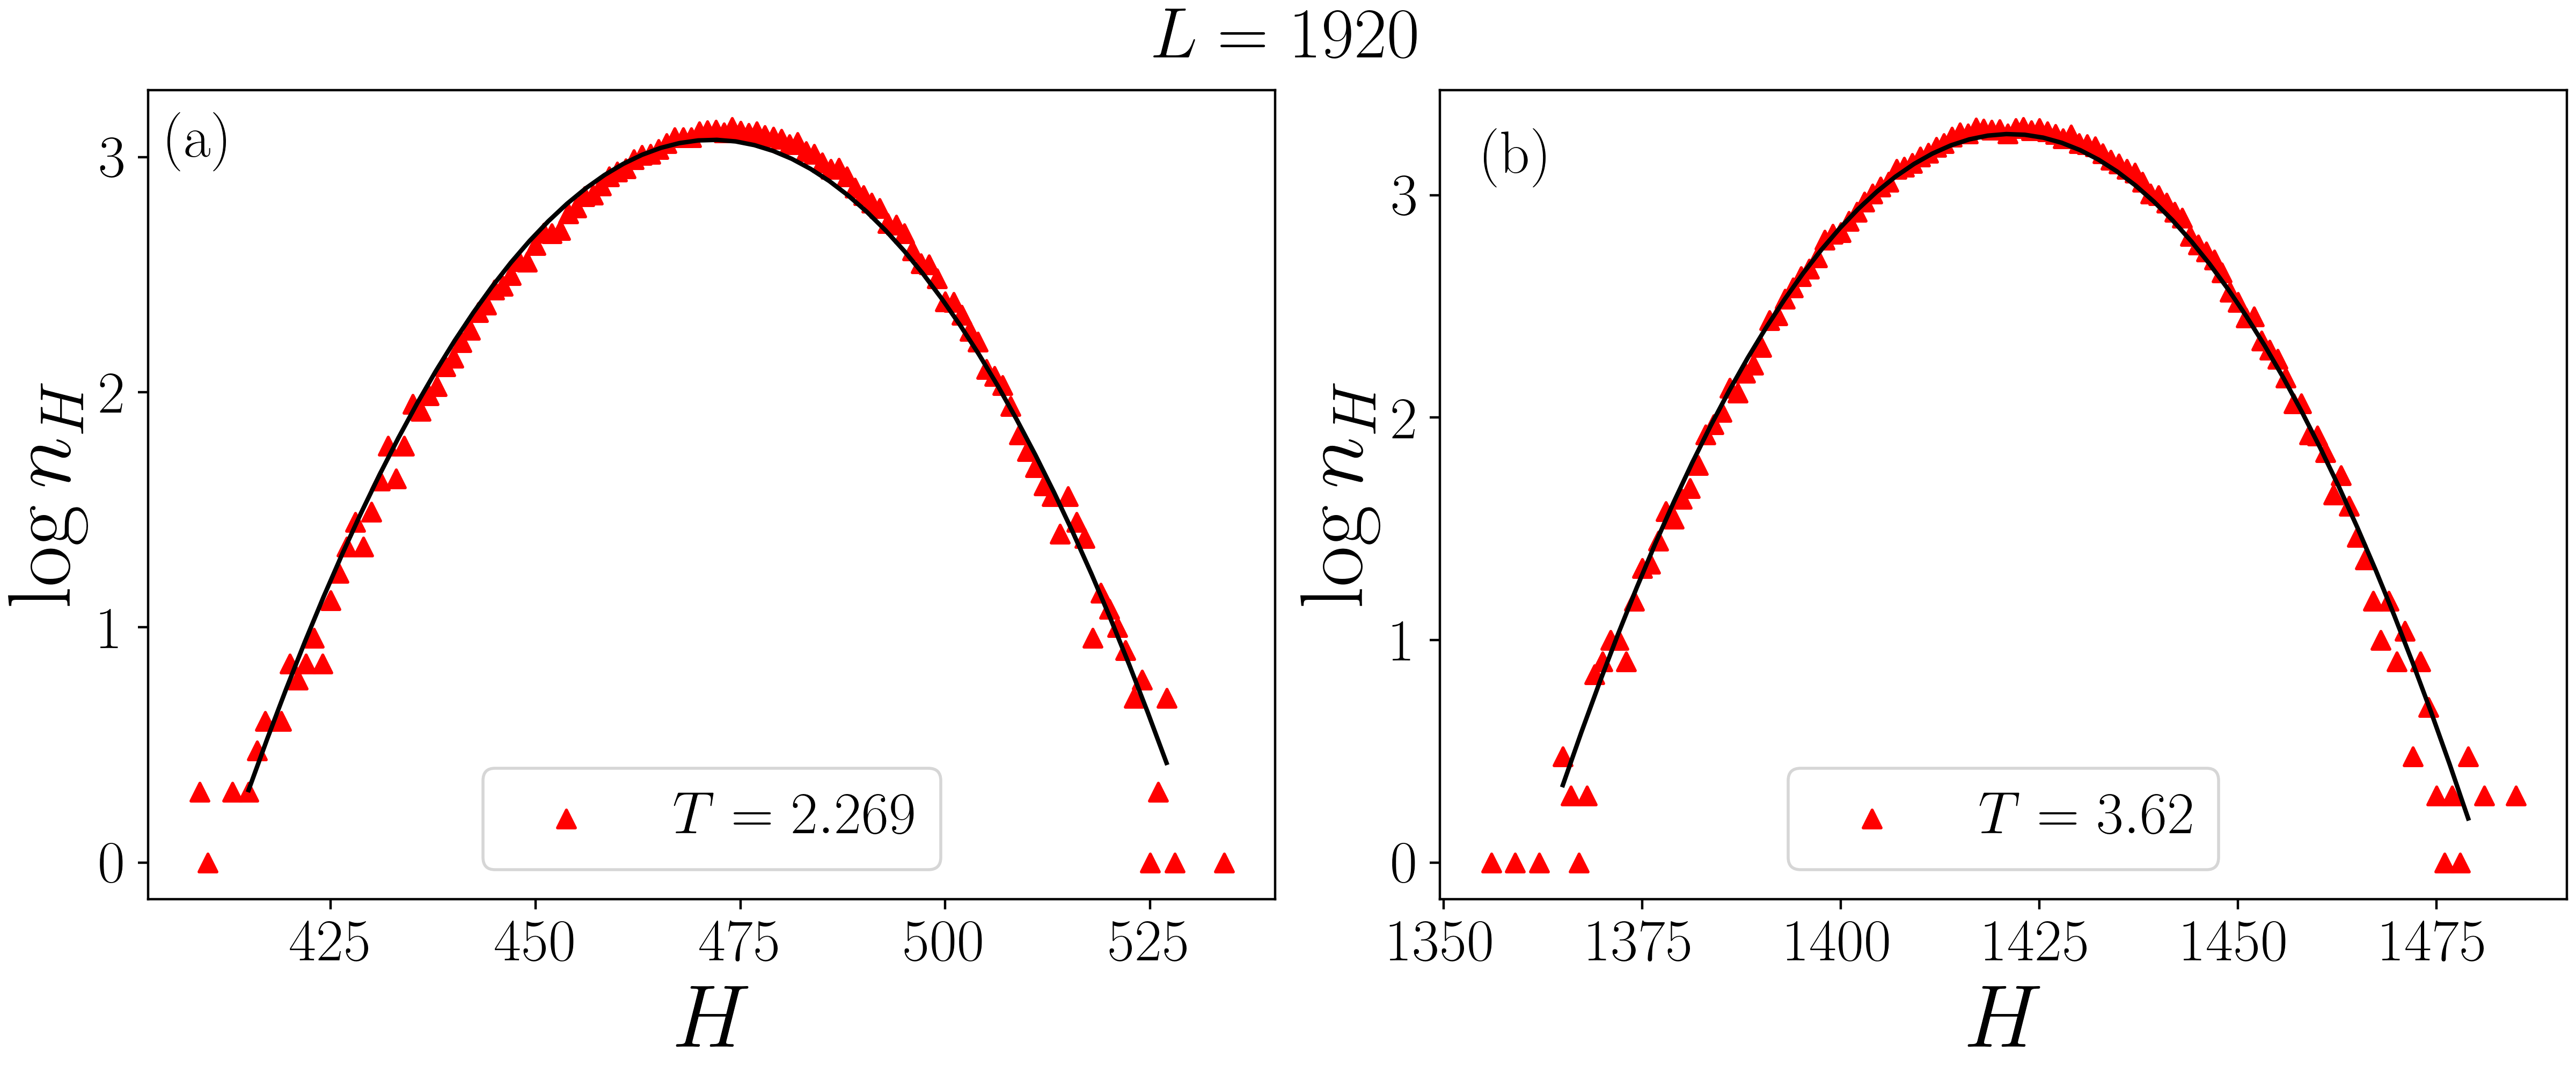 L = 1920
(a)
log n_H
3
2
1
0
T = 2.269
425 450 475 500 525
H
(b)
log n_H
3
2
1
0
T = 3.62
1350 1375 1400 1425 1450 1475
H